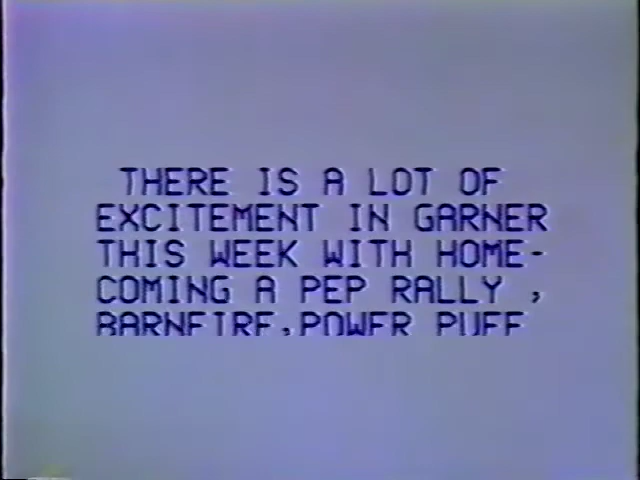 THERE IS A LOT OF
EXCITEMENT IN GARNER
THIS WEEK WITH HOME-
COMING A PEP RALLY ,
BARNFIRE,POWER PUFF